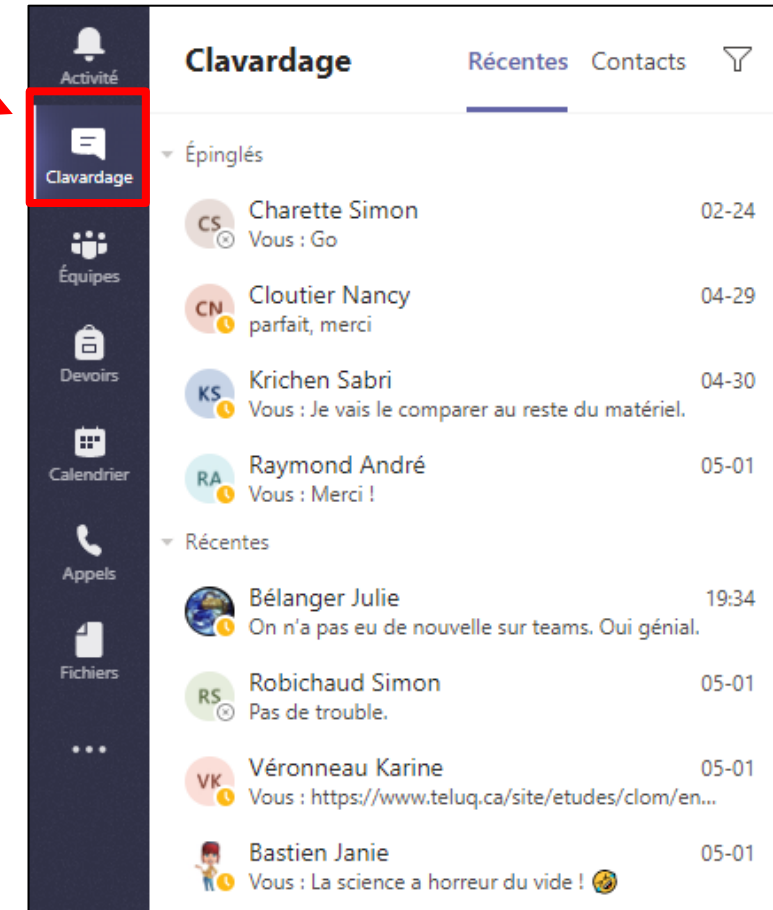 Activité
Clavardage
Équipes
Devoirs
Calendrier
Appels
Fichiers
Clavardage Récentes Contacts
Épinglés
CS Charette Simon 02-24
Vous : Go
CN Cloutier Nancy 04-29
parfait, merci
KS Krichen Sabri 04-30
Vous : Je vais le comparer au reste du matériel.
RA Raymond André 05-01
Vous : Merci !
Récentes
Bélanger Julie 19:34
On n'a pas eu de nouvelle sur teams. Oui génial.
RS Robichaud Simon 05-01
Pas de trouble.
VK Véronneau Karine 05-01
Vous : https://www.teluq.ca/site/etudes/clom/en...
Bastien Janie 05-01
Vous : La science a horreur du vide ! 🤣